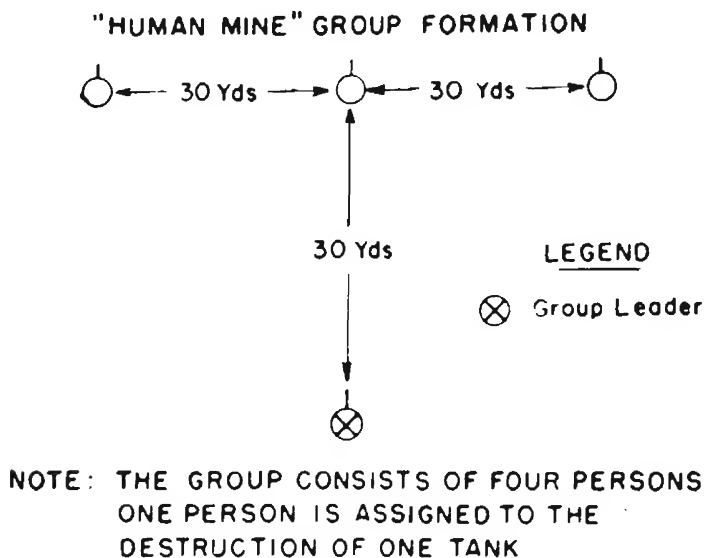 "HUMAN MINE" GROUP FORMATION
30 Yds 30 Yds
30 Yds
LEGEND
Group Leader
NOTE: THE GROUP CONSISTS OF FOUR PERSONS
ONE PERSON IS ASSIGNED TO THE
DESTRUCTION OF ONE TANK